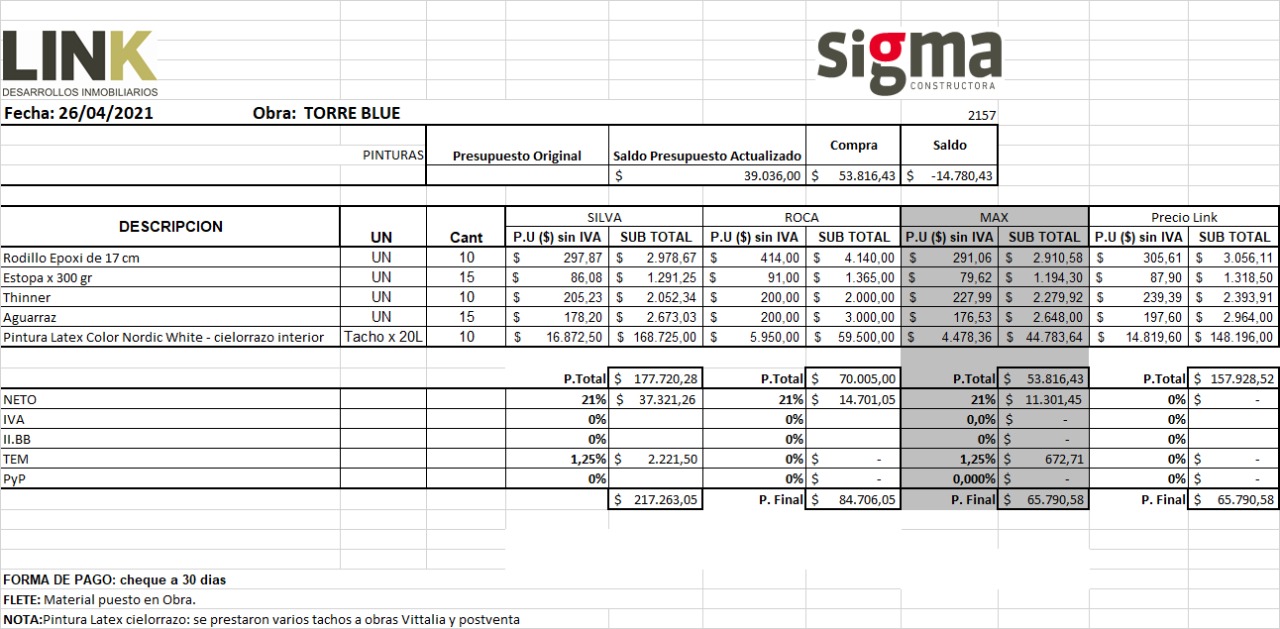 LINK
DESARROLLOS INMOBILIARIOS
sigma
CONSTRUCTORA
Fecha: 26/04/2021 Obra: TORRE BLUE 2157
PINTURAS Presupuesto Original Saldo Presupuesto Actualizado Compra Saldo
$ 39.036,00 $ 53.816,43 $ -14.780,43
DESCRIPCION UN Cant SILVA ROCA MAX Precio Link
P.U ($) sin IVA SUB TOTAL P.U ($) sin IVA SUB TOTAL P.U ($) sin IVA SUB TOTAL P.U ($) sin IVA SUB TOTAL
Rodillo Epoxi de 17 cm UN 10 $ 297,87 $ 2.978,67 $ 414,00 $ 4.140,00 $ 291,06 $ 2.910,58 $ 305,61 $ 3.056,11
Estopa x 300 gr UN 15 $ 86,08 $ 1.291,25 $ 91,00 $ 1.365,00 $ 79,62 $ 1.194,30 $ 87,90 $ 1.318,50
Thinner UN 10 $ 205,23 $ 2.052,34 $ 200,00 $ 2.000,00 $ 227,99 $ 2.279,92 $ 239,39 $ 2.393,91
Aguarraz UN 15 $ 178,20 $ 2.673,03 $ 200,00 $ 3.000,00 $ 176,53 $ 2.648,00 $ 197,60 $ 2.964,00
Pintura Latex Color Nordic White - cielorrazo interior Tacho x 20L 10 $ 16.872,50 $ 168.725,00 $ 5.950,00 $ 59.500,00 $ 4.478,36 $ 44.783,64 $ 14.819,60 $ 148.196,00
P.Total $ 177.720,28 P.Total $ 70.005,00 P.Total $ 53.816,43 P.Total $ 157.928,52
NETO 21% $ 37.321,26 21% $ 14.701,05 21% $ 11.301,45 0% $ -
IVA 0% 0% 0,0% $ - 0%
II.BB 0% 0% 0% $ - 0%
TEM 1,25% $ 2.221,50 0% $ - 1,25% $ 672,71 0% $ -
PyP 0% 0% $ - 0,000% $ - 0% $ -
$ 217.263,05 P. Final $ 84.706,05 P. Final $ 65.790,58 P. Final $ 65.790,58
FORMA DE PAGO: cheque a 30 dias
FLETE: Material puesto en Obra.
NOTA:Pintura Latex cielorrazo: se prestaron varios tachos a obras Vittalia y postventa